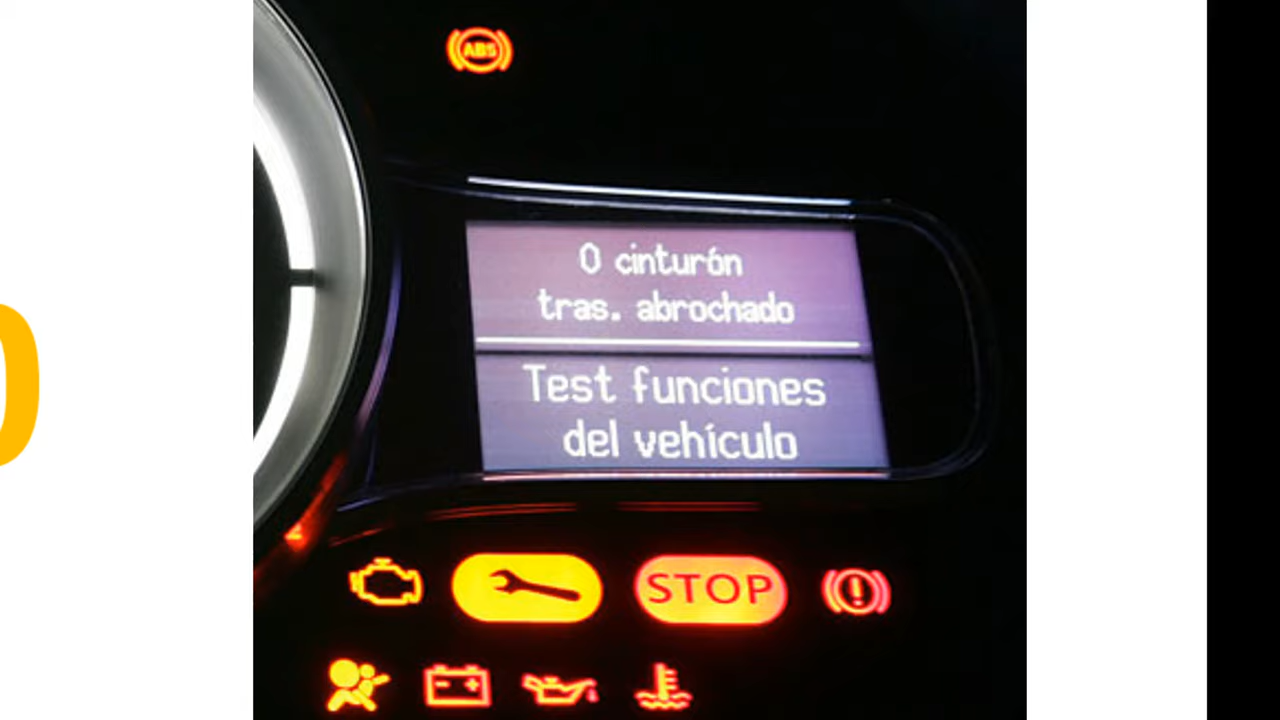 ABS
0 cinturón
tras. abrochado
Test funciones
del vehículo
STOP